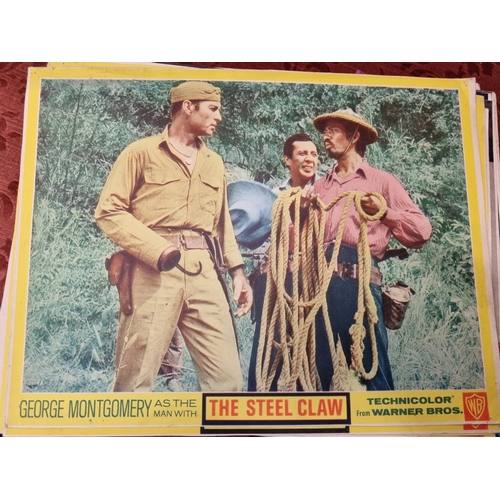 GEORGE MONTGOMERY AS THE MAN WITH THE STEEL CLAW
TECHNICOLOR®
From WARNER BROS.
WB